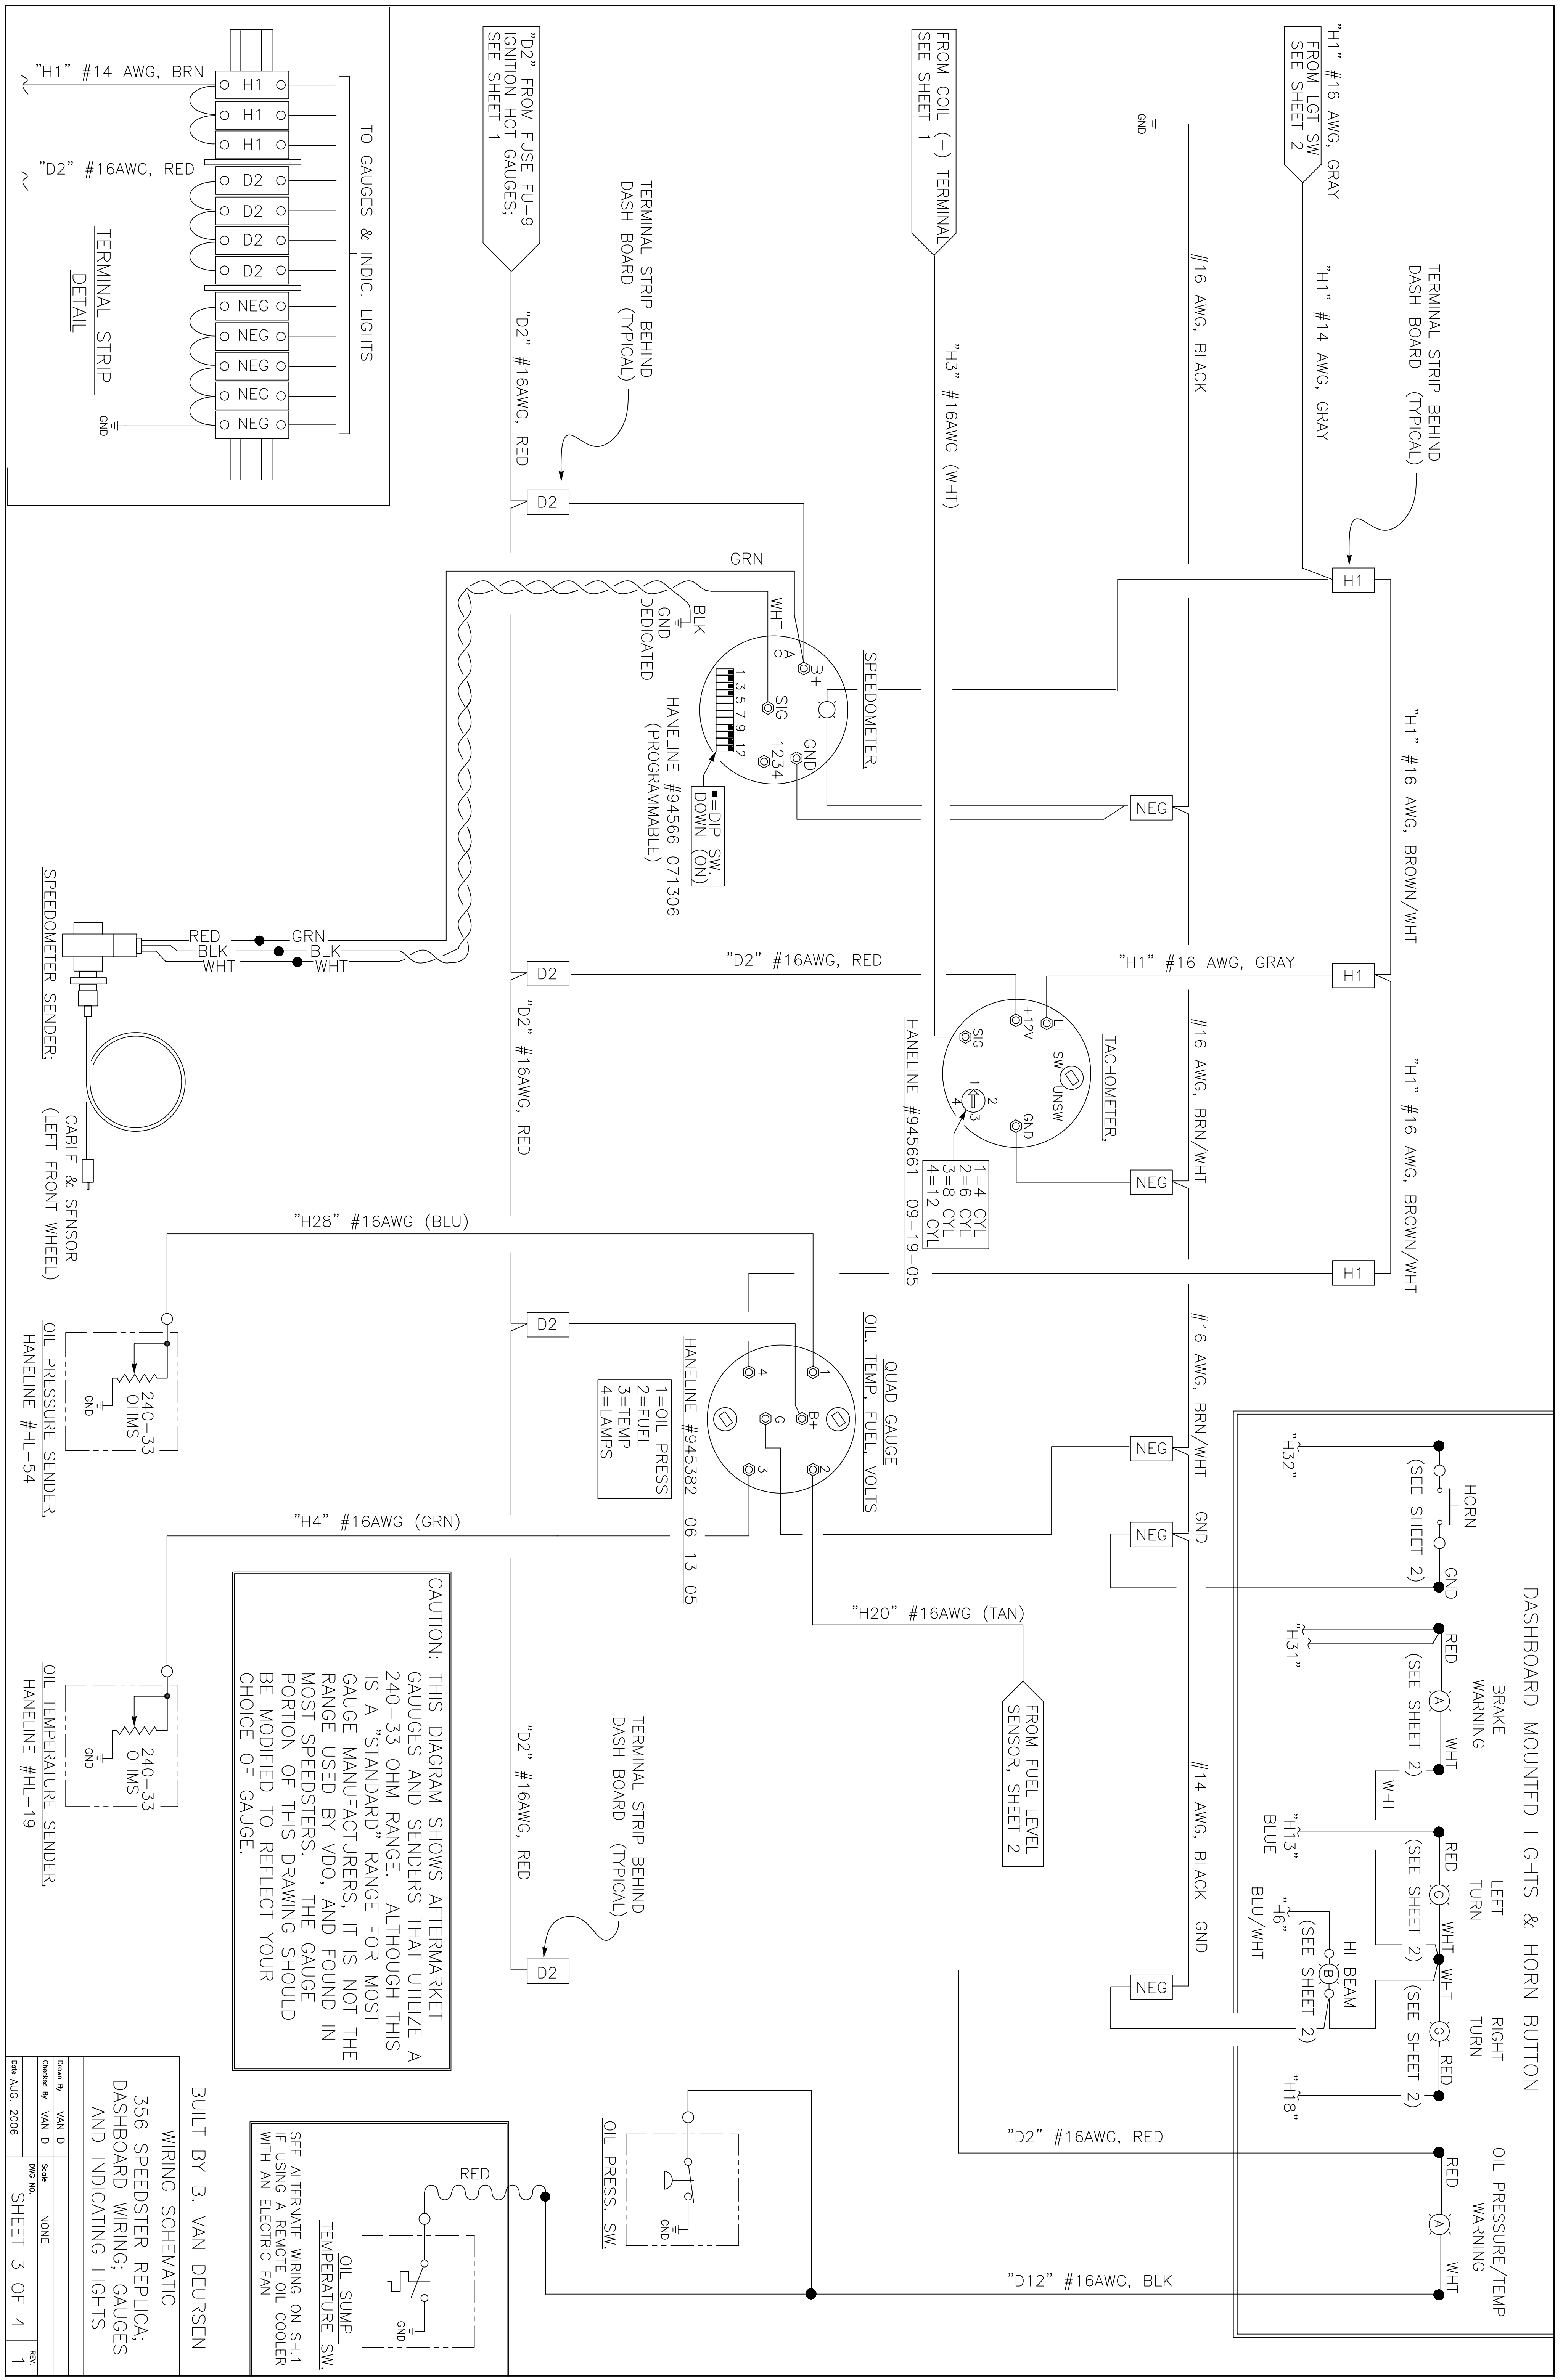 "H1" #16 AWG, GRAY
FROM LGT SW
SEE SHEET 2
"H1" #14 AWG, GRAY
TERMINAL STRIP BEHIND
DASH BOARD (TYPICAL)
H1
"H1" #16 AWG, BROWN/WHT
H1
"H1" #16 AWG, BROWN/WHT
H1
"H1" #16 AWG, GRAY
GND
#16 AWG, BLACK
NEG
#16 AWG, BRN/WHT
NEG
#16 AWG, BRN/WHT
NEG
GND
NEG
#14 AWG, BLACK GND
NEG
FROM COIL (-) TERMINAL
SEE SHEET 1
"H3" #16AWG (WHT)
"D2" FROM FUSE FU-9
IGNITION HOT GAUGES;
SEE SHEET 1
"D2" #16AWG, RED
TERMINAL STRIP BEHIND
DASH BOARD (TYPICAL)
D2
GRN
BLK
GND
DEDICATED
WHT
SPEEDOMETER
A
B+
SIG
GND
1234
1 3 5 7 9 12
■=DIP SW.
DOWN (ON)
HANELINE #94566 071306
(PROGRAMMABLE)
D2
"D2" #16AWG, RED
TACHOMETER
LT
+12V
SIG
SW
UNSW
GND
1
2
3
4
1=4 CYL
2=6 CYL
3=8 CYL
4=12 CYL
HANELINE #945661 09-19-05
"D2" #16AWG, RED
D2
QUAD GAUGE
OIL, TEMP, FUEL, VOLTS
1
B+
2
4
G
3
1=OIL PRESS
2=FUEL
3=TEMP
4=LAMPS
HANELINE #945382 06-13-05
"H20" #16AWG (TAN)
FROM FUEL LEVEL
SENSOR, SHEET 2
"D2" #16AWG, RED
TERMINAL STRIP BEHIND
DASH BOARD (TYPICAL)
D2
"D2" #16AWG, RED
"D12" #16AWG, BLK
DASHBOARD MOUNTED LIGHTS & HORN BUTTON
HORN
GND
(SEE SHEET 2)
"H32"
BRAKE
WARNING
RED
A
WHT
(SEE SHEET 2)
"H31"
WHT
LEFT
TURN
RED
G
WHT
(SEE SHEET 2)
"H13"
BLUE
HI BEAM
B
(SEE SHEET 2)
"H6"
BLU/WHT
RIGHT
TURN
WHT
G
RED
(SEE SHEET 2)
"H18"
OIL PRESSURE/TEMP
WARNING
RED
A
WHT
TO GAUGES & INDIC. LIGHTS
H1
H1
H1
D2
D2
D2
D2
NEG
NEG
NEG
NEG
NEG
"H1" #14 AWG, BRN
"D2" #16AWG, RED
GND
TERMINAL STRIP
DETAIL
RED
GRN
BLK
BLK
WHT
WHT
SPEEDOMETER SENDER;
CABLE & SENSOR
(LEFT FRONT WHEEL)
"H28" #16AWG (BLU)
240-33
OHMS
GND
OIL PRESSURE SENDER,
HANELINE #HL-54
"H4" #16AWG (GRN)
240-33
OHMS
GND
OIL TEMPERATURE SENDER,
HANELINE #HL-19
CAUTION: THIS DIAGRAM SHOWS AFTERMARKET
GAUUGES AND SENDERS THAT UTILIZE A
240-33 OHM RANGE. ALTHOUGH THIS
IS A "STANDARD" RANGE FOR MOST
GAUGE MANUFACTURERS, IT IS NOT THE
RANGE USED BY VDO, AND FOUND IN
MOST SPEEDSTERS. THE GAUGE
PORTION OF THIS DRAWING SHOULD
BE MODIFIED TO REFLECT YOUR
CHOICE OF GAUGE.
GND
OIL PRESS. SW.
RED
GND
OIL SUMP
TEMPERATURE SW.
SEE ALTERNATE WIRING ON SH.1
IF USING A REMOTE OIL COOLER
WITH AN ELECTRIC FAN
BUILT BY B. VAN DEURSEN
WIRING SCHEMATIC
356 SPEEDSTER REPLICA;
DASHBOARD WIRING; GAUGES
AND INDICATING LIGHTS
Drawn By VAN D
Checked By VAN D
Scale NONE
Date AUG. 2006
DWG NO. SHEET 3 OF 4
REV. 1